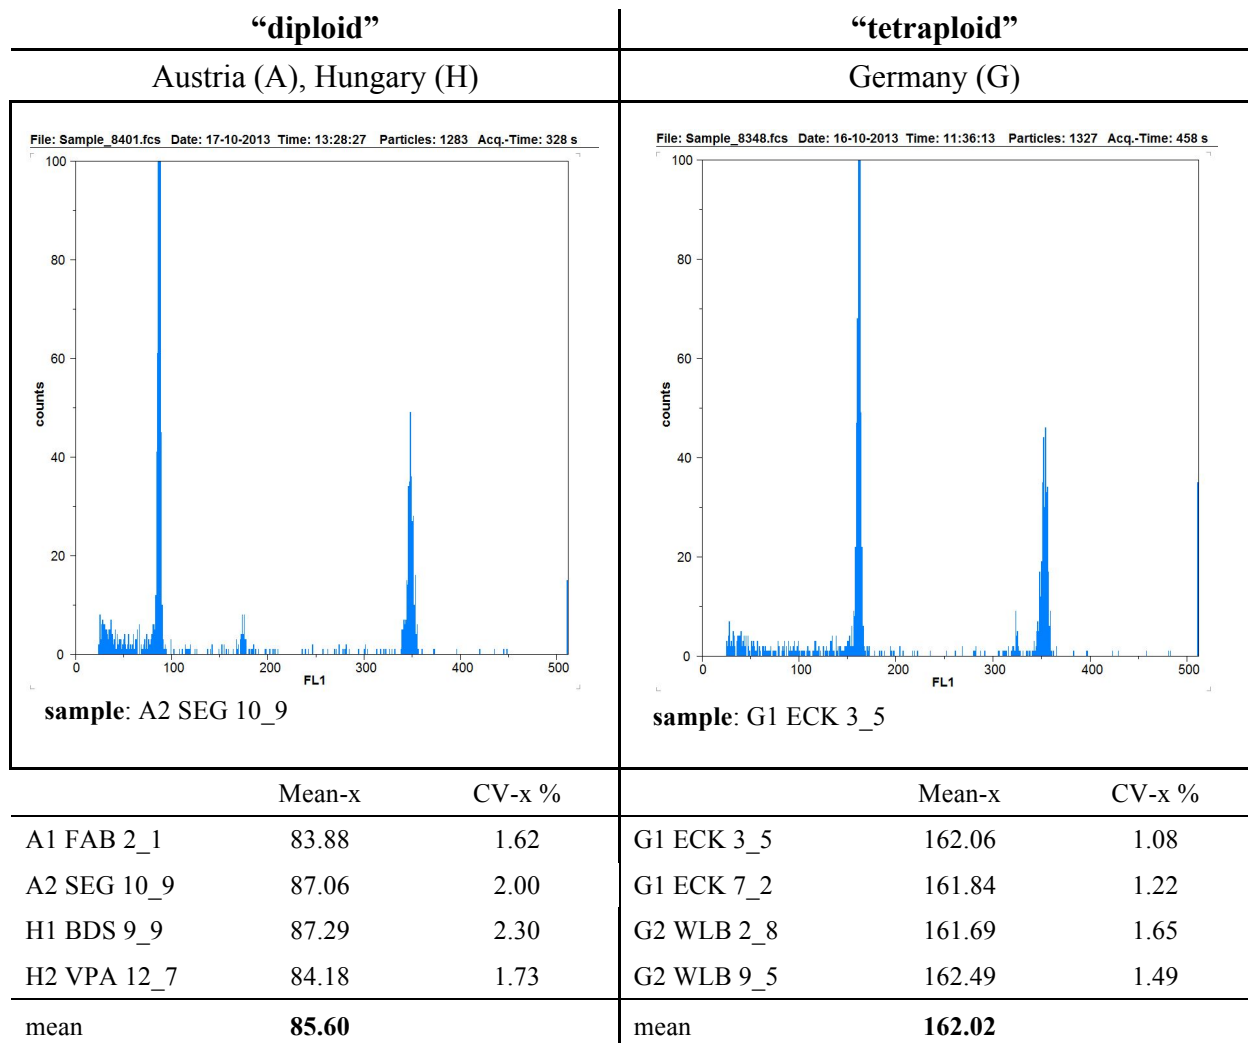 “diploid”
“tetraploid”
Austria (A), Hungary (H)
Germany (G)
File: Sample_8401.fcs Date: 17-10-2013 Time: 13:28:27 Particles: 1283 Acq.-Time: 328 s
100
80
60
40
20
0
counts
0 100 200 300 400 500
FL1
sample: A2 SEG 10_9
File: Sample_8348.fcs Date: 16-10-2013 Time: 11:36:13 Particles: 1327 Acq.-Time: 458 s
100
80
60
40
20
0
counts
0 100 200 300 400 500
FL1
sample: G1 ECK 3_5
Mean-x CV-x %
A1 FAB 2_1 83.88 1.62
A2 SEG 10_9 87.06 2.00
H1 BDS 9_9 87.29 2.30
H2 VPA 12_7 84.18 1.73
mean 85.60
Mean-x CV-x %
G1 ECK 3_5 162.06 1.08
G1 ECK 7_2 161.84 1.22
G2 WLB 2_8 161.69 1.65
G2 WLB 9_5 162.49 1.49
mean 162.02